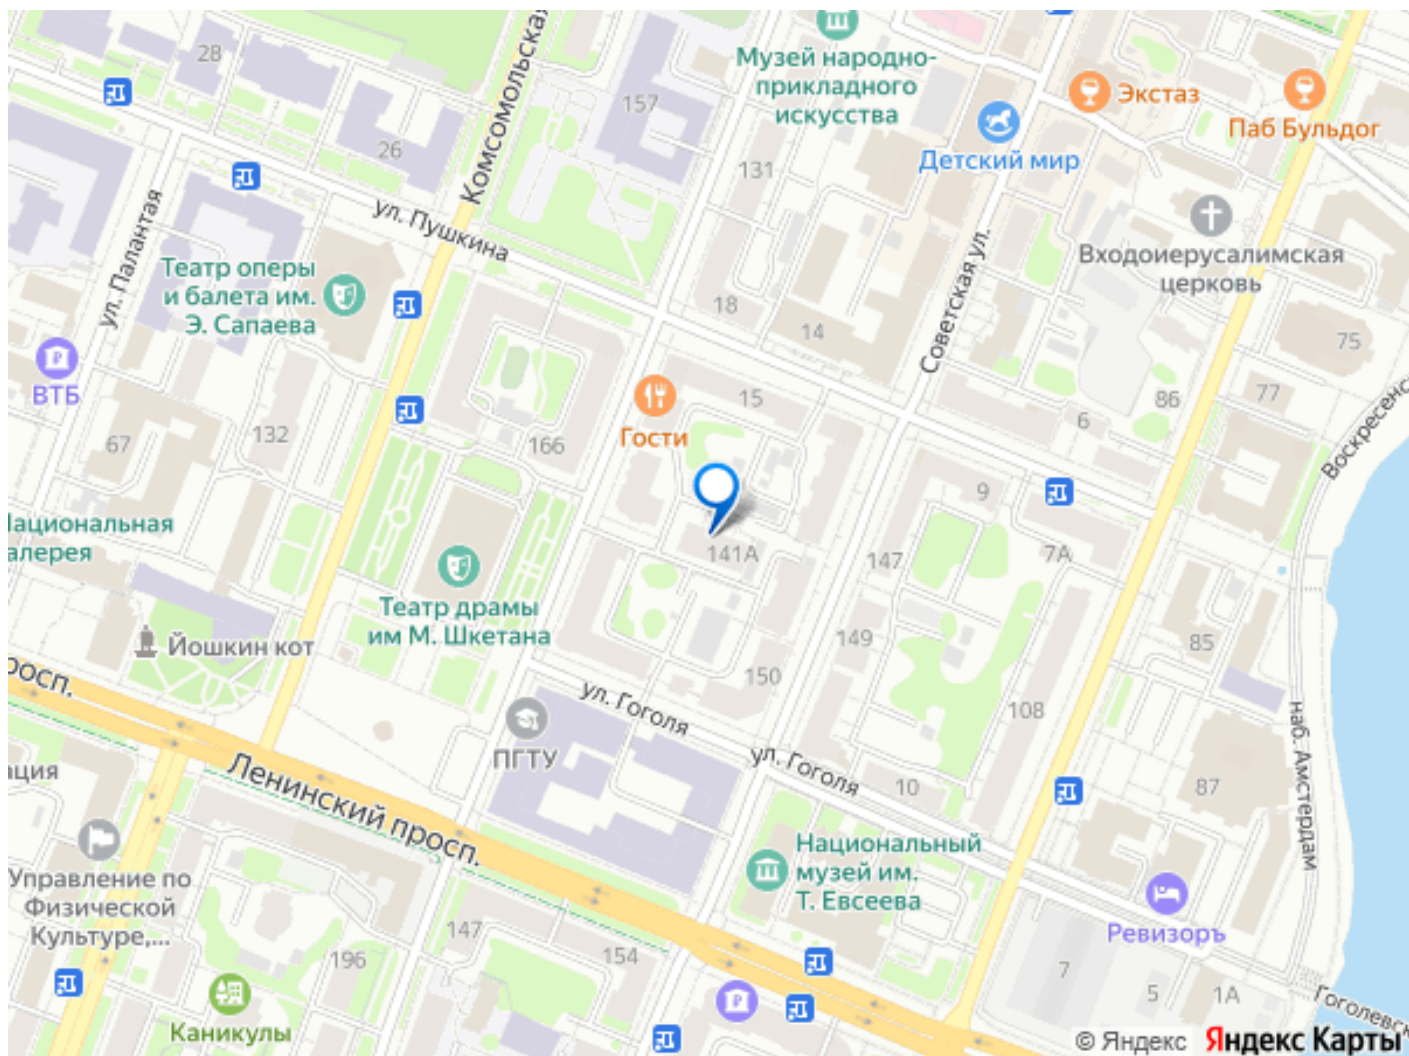 28
Комсомольская
157
Музей народно-
прикладного
искусства
Экстаз
Паб Бульдог
Детский мир
26
131
ул. Палантая
ул. Пушкина
Театр оперы
и балета им.
Э. Сапаева
Входоиерусалимская
церковь
Советская ул.
18
14
75
ВТБ
15
77
86
6
Гости
67
132
166
Воскресенс
9
Национальная
алерея
141А
147
7А
Театр драмы
им М. Шкетана
Йошкин кот
149
85
150
росп.
ул. Гоголя
108
наб. Амстердам
ПГТУ
ул. Гоголя
ация
Ленинский просп.
10
87
Национальный
музей им.
Т. Евсеева
Управление по
Физической
Культуре,...
147
196
154
Ревизоръ
7
5
1А
Гоголевск
Каникулы
© Яндекс Яндекс Карты